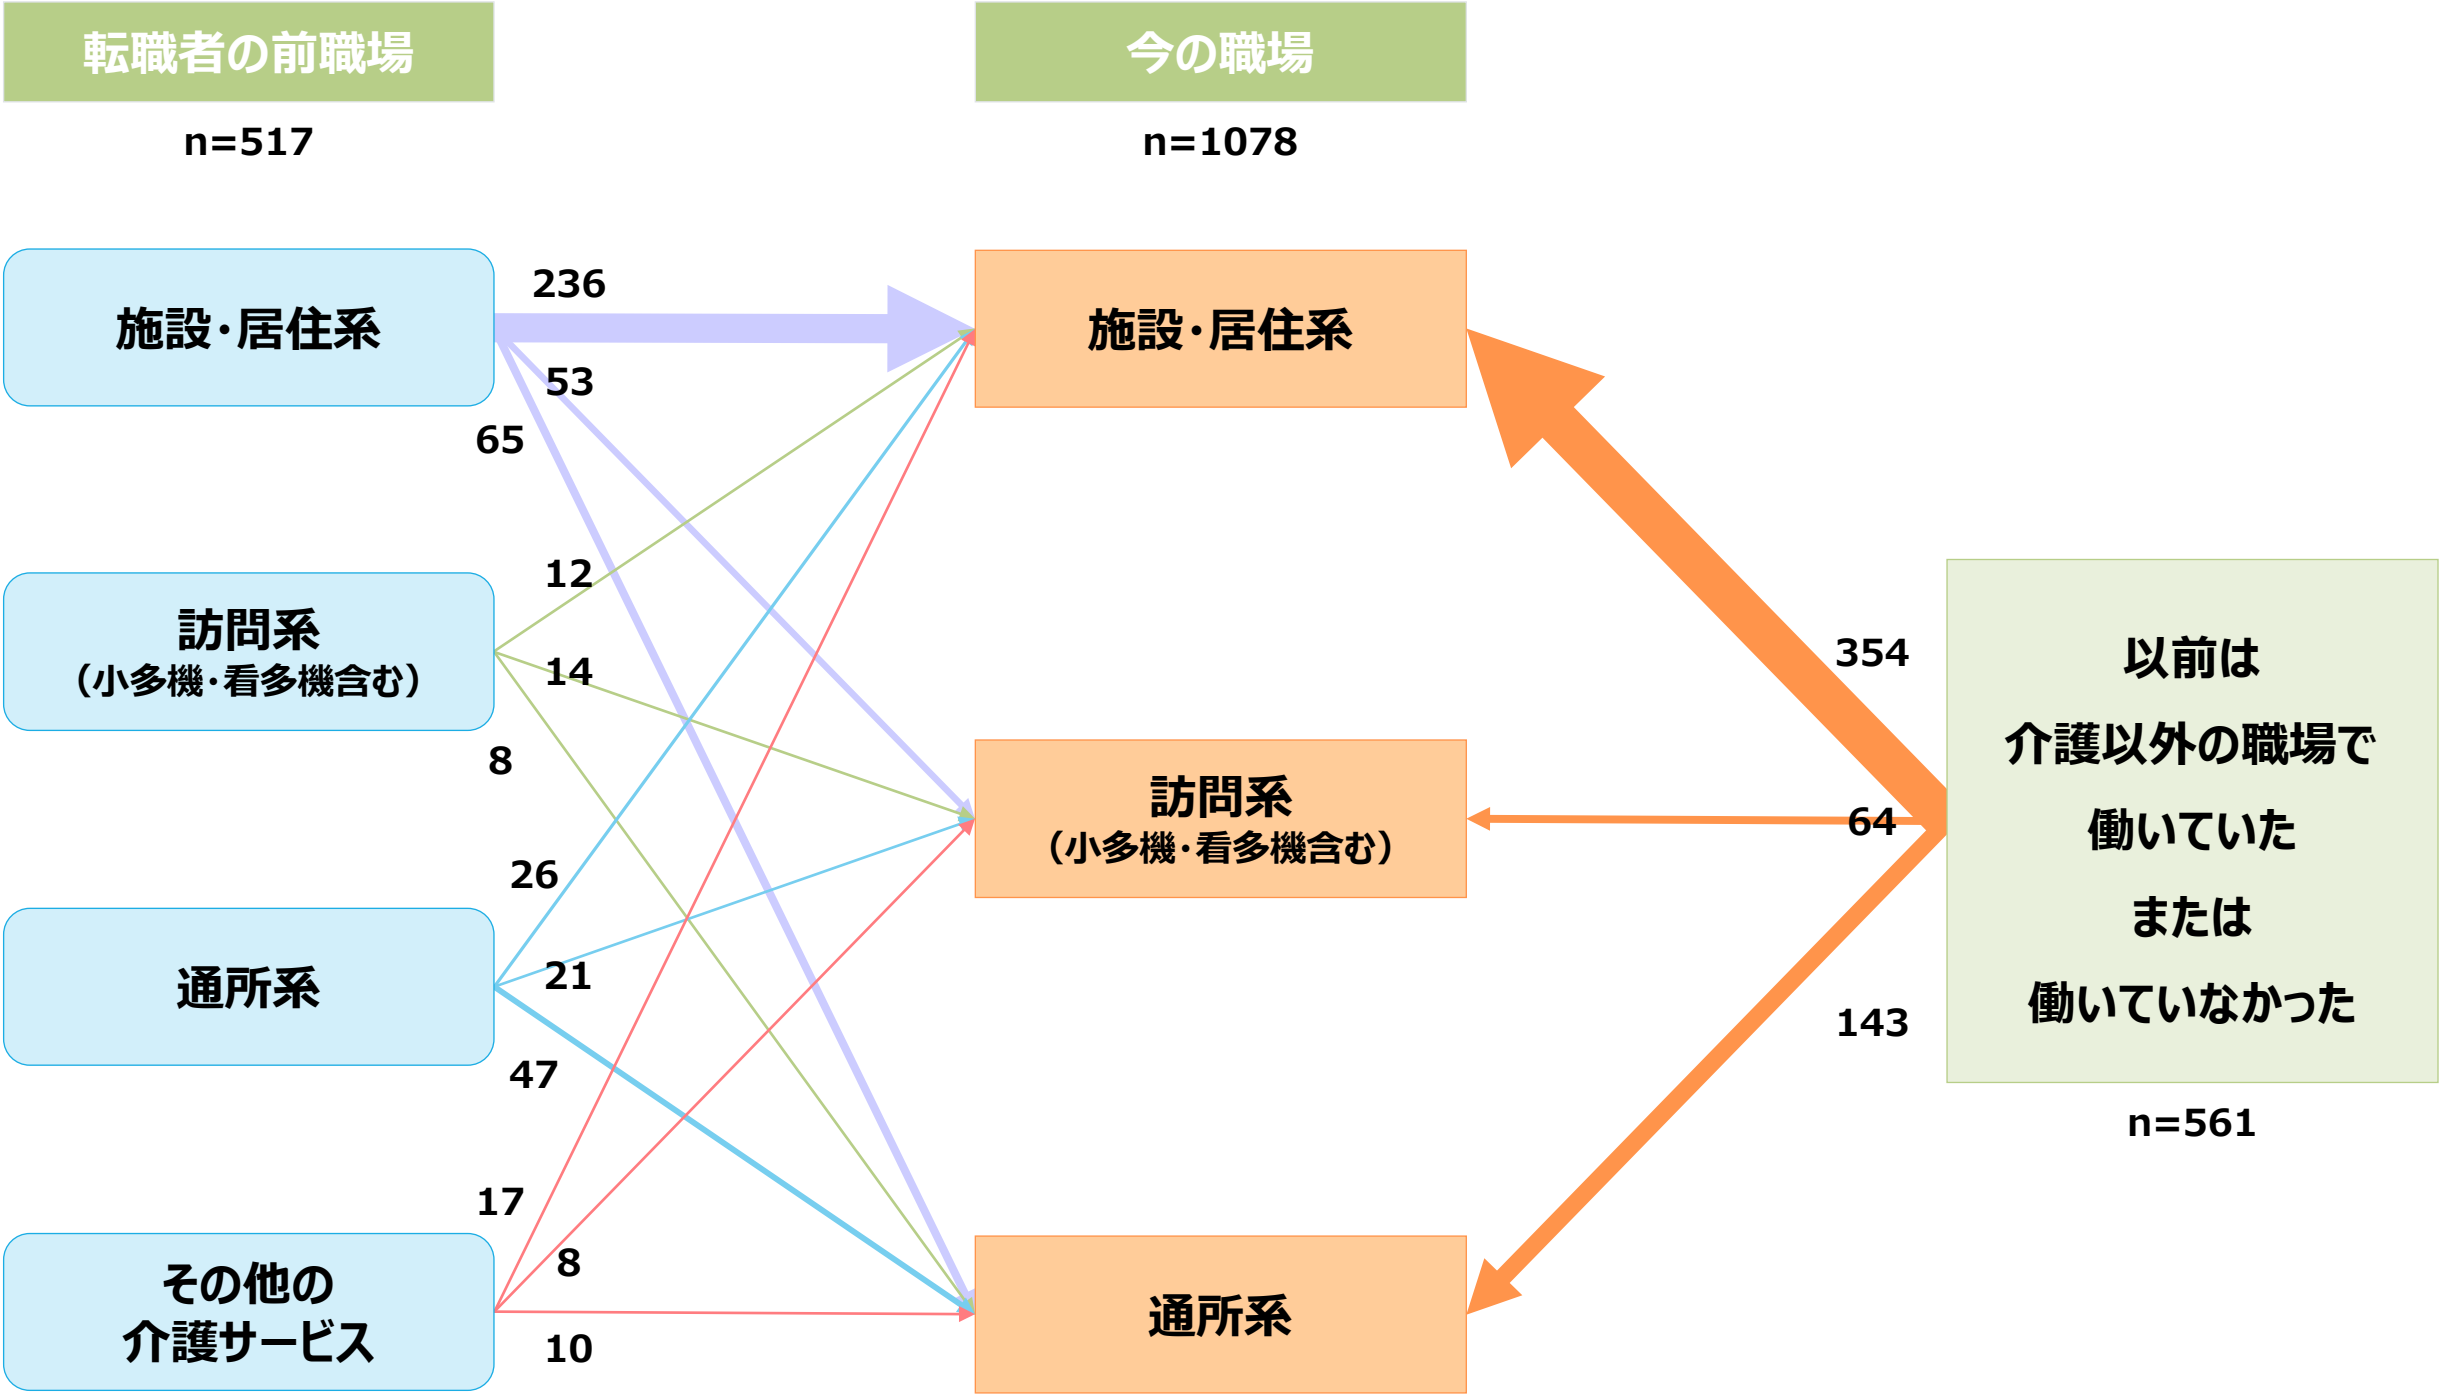 転職者の前職場
今の職場
n=517
n=1078
施設･居住系
236
53
65
訪問系
（小多機･看多機含む）
12
14
8
通所系
26
21
47
その他の
介護サービス
17
8
10
施設･居住系
訪問系
（小多機･看多機含む）
通所系
354
64
143
以前は
介護以外の職場で
働いていた
または
働いていなかった
n=561